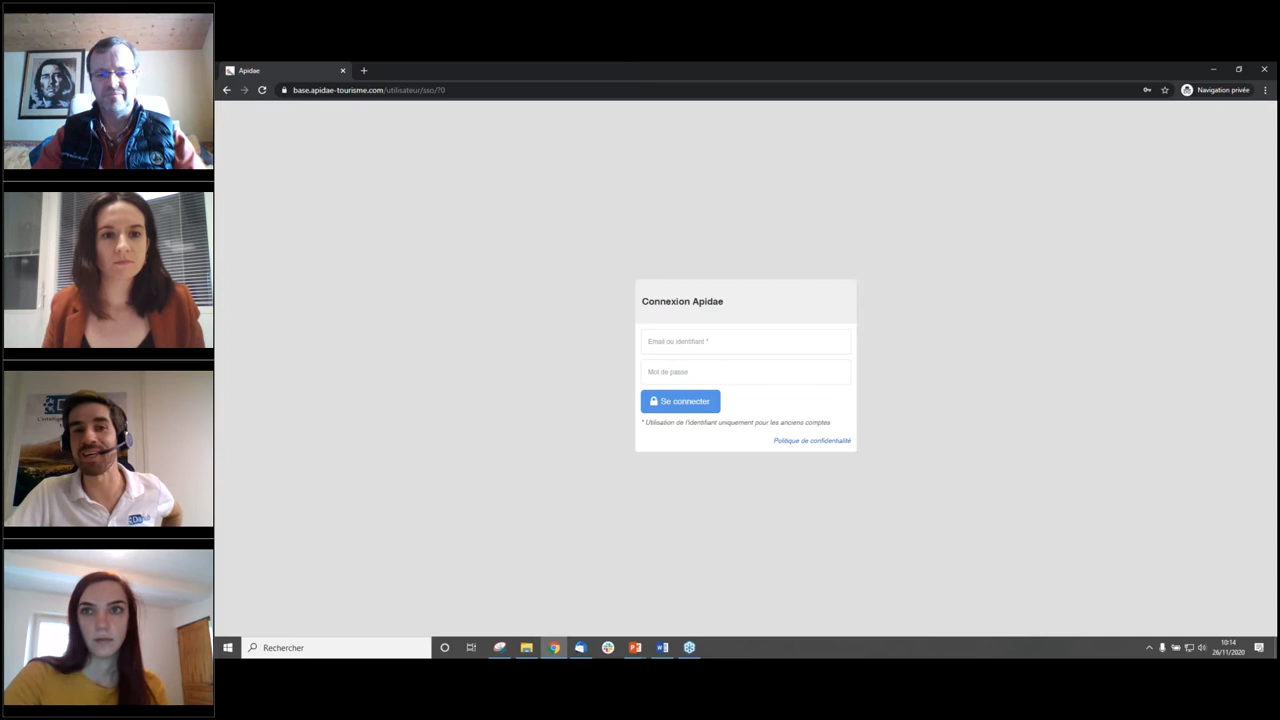 Apidae
base.apidae-tourisme.com/utilisateur/sso/?0
Navigation privée
Connexion Apidae
Email ou identifiant *
Mot de passe
Se connecter
* Utilisation de l'identifiant uniquement pour les anciens comptes
Politique de confidentialité
Rechercher
10:14
26/11/2020